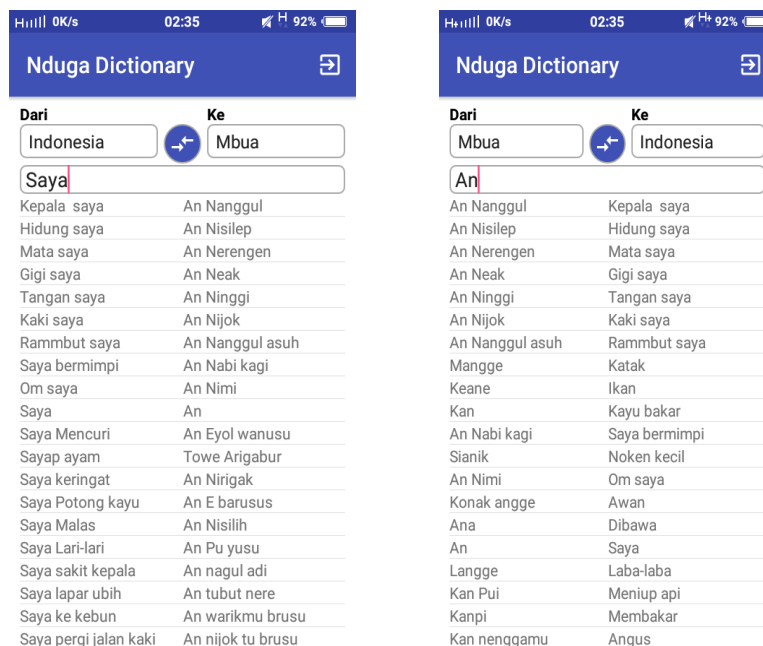 H 0K/s 02:35 H 92%
Nduga Dictionary
Dari Ke
Indonesia Mbua
Saya
Kepala saya An Nanggul
Hidung saya An Nisilep
Mata saya An Nerengen
Gigi saya An Neak
Tangan saya An Ninggi
Kaki saya An Nijok
Rammbut saya An Nanggul asuh
Saya bermimpi An Nabi kagi
Om saya An Nimi
Saya An
Saya Mencuri An Eyol wanusu
Sayap ayam Towe Arigabur
Saya keringat An Nirigak
Saya Potong kayu An E barusus
Saya Malas An Nisilih
Saya Lari-lari An Pu yusu
Saya sakit kepala An nagul adi
Saya lapar ubih An tubut nere
Saya ke kebun An warikmu brusu
Saya pergi jalan kaki An nijok tu brusu
H+ 0K/s 02:35 H+ 92%
Nduga Dictionary
Dari Ke
Mbua Indonesia
An
An Nanggul Kepala saya
An Nisilep Hidung saya
An Nerengen Mata saya
An Neak Gigi saya
An Ninggi Tangan saya
An Nijok Kaki saya
An Nanggul asuh Rammbut saya
Mangge Katak
Keane Ikan
Kan Kayu bakar
An Nabi kagi Saya bermimpi
Sianik Noken kecil
An Nimi Om saya
Konak angge Awan
Ana Dibawa
An Saya
Langge Laba-laba
Kan Pui Meniup api
Kanpi Membakar
Kan nenggamu Angus